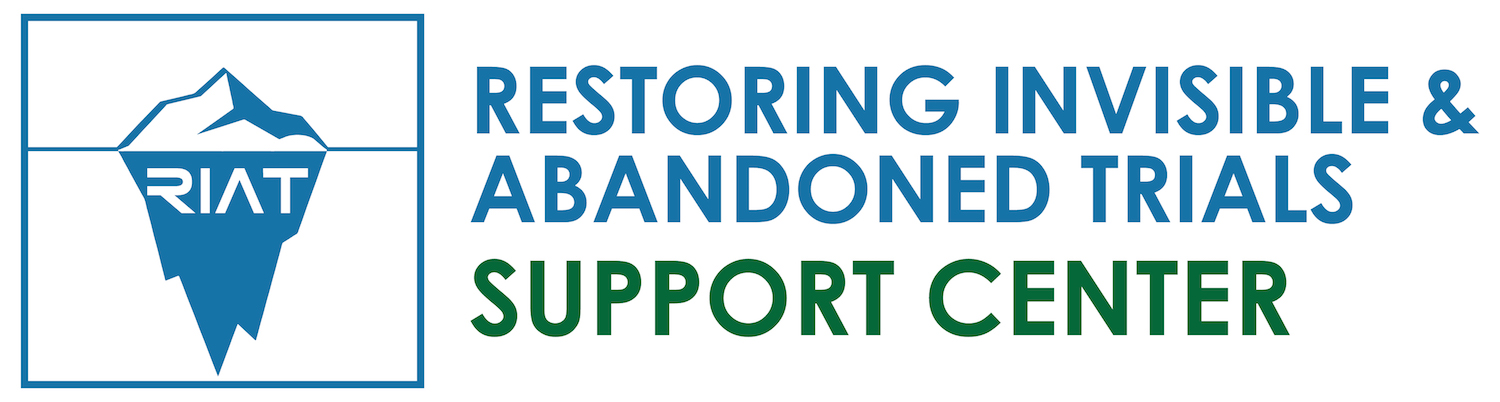 RIAT
RESTORING INVISIBLE &
ABANDONED TRIALS
SUPPORT CENTER